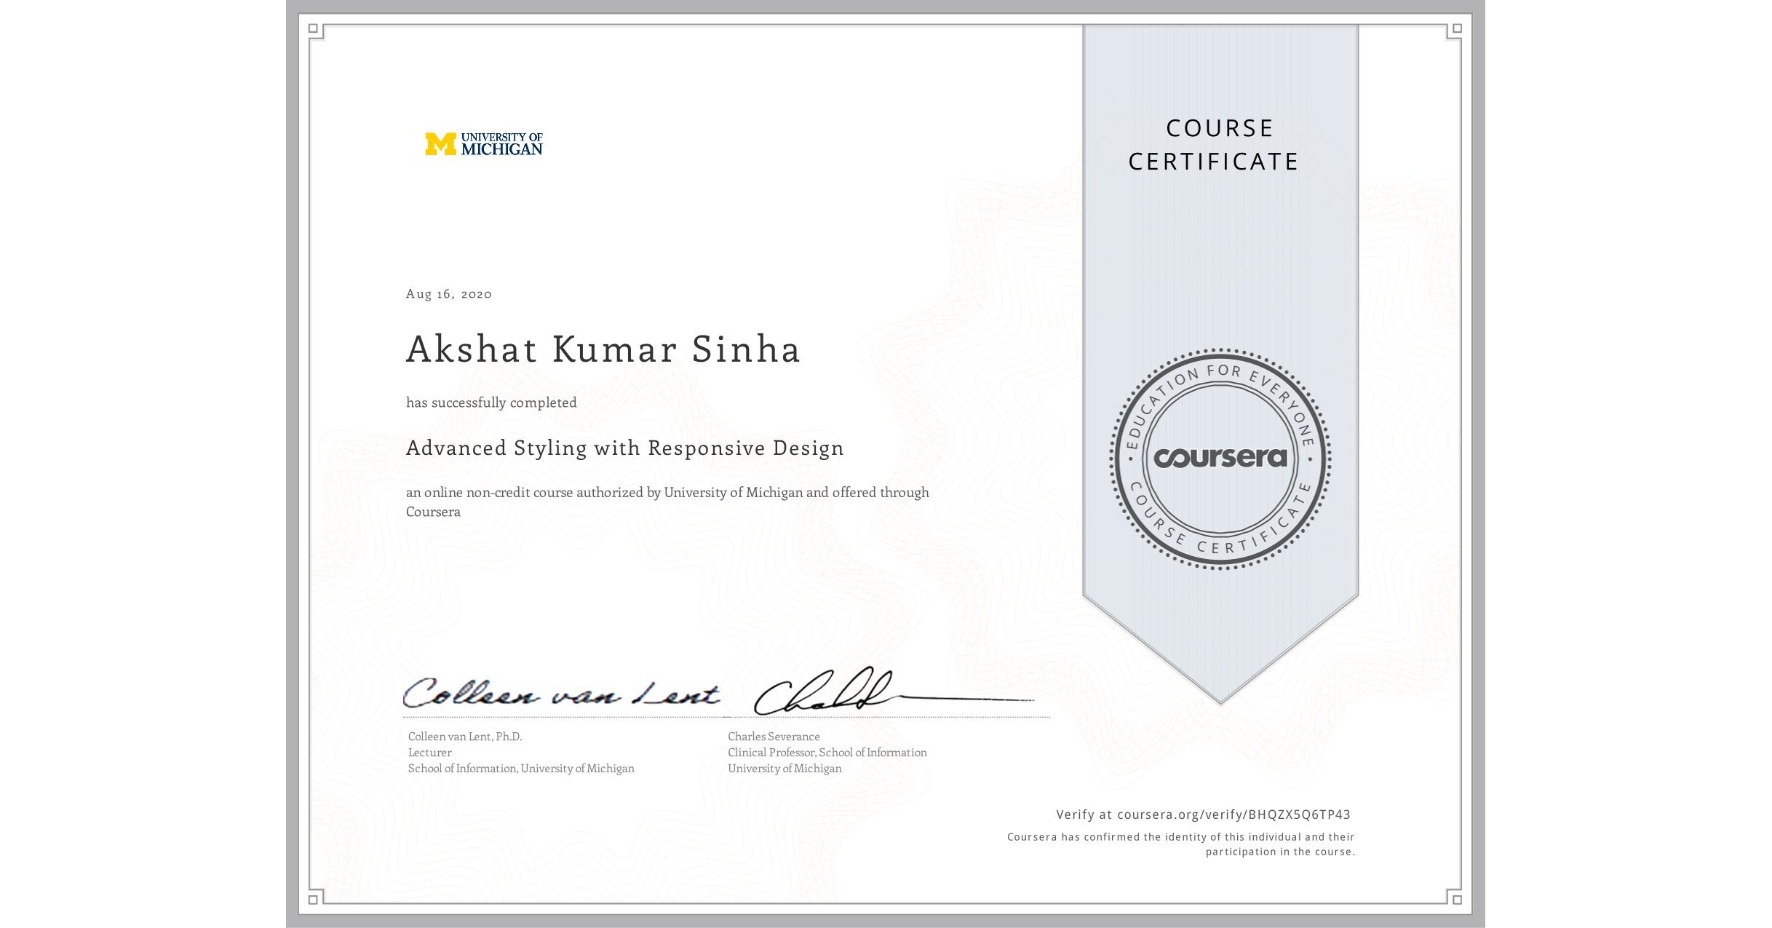 UNIVERSITY OF
MICHIGAN
COURSE
CERTIFICATE
Aug 16, 2020
Akshat Kumar Sinha
has successfully completed
Advanced Styling with Responsive Design
an online non-credit course authorized by University of Michigan and offered through
Coursera
EDUCATION FOR EVERYONE
coursera
COURSE CERTIFICATE
Colleen van Lent
Colleen van Lent, Ph.D.
Lecturer
School of Information, University of Michigan
Charles Severance
Clinical Professor, School of Information
University of Michigan
Verify at coursera.org/verify/BHQZX5Q6TP43
Coursera has confirmed the identity of this individual and their
participation in the course.